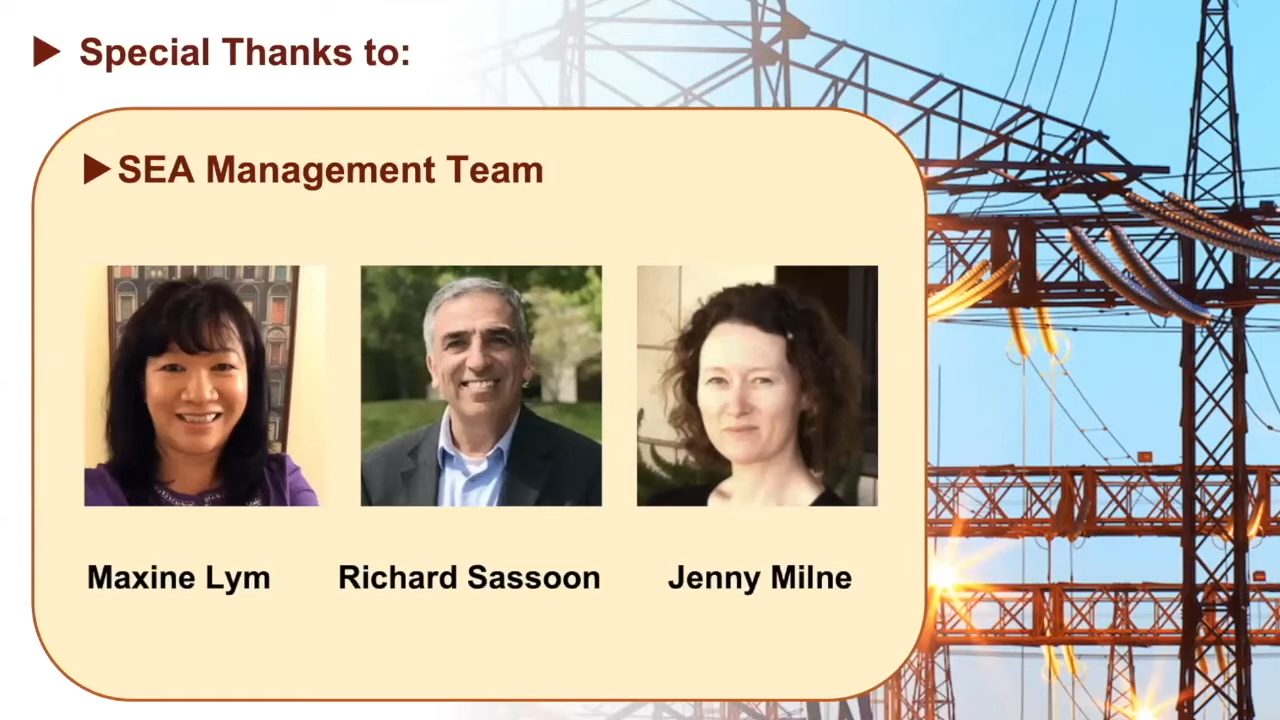 Special Thanks to:
SEA Management Team
Maxine Lym Richard Sassoon Jenny Milne